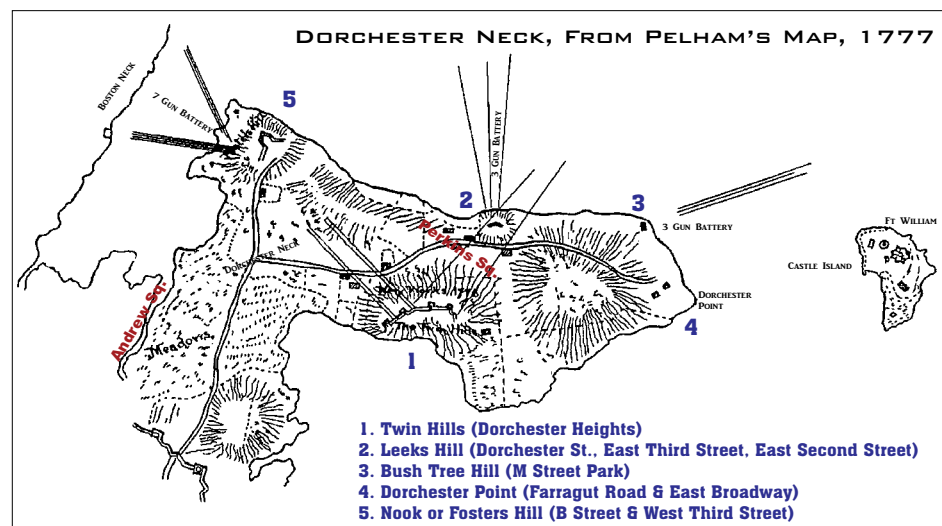 DORCHESTER NECK, FROM PELHAM'S MAP, 1777
BOSTON NECK
7 GUN BATTERY
5
3 GUN BATTERY
2
3
3 GUN BATTERY
FT WILLIAM
CASTLE ISLAND
Perkins Sq.
DORCHESTER NECK
Andrew Sq.
DORCHESTER
POINT
4
Meadows
The Twin Hills
1
1. Twin Hills (Dorchester Heights)
2. Leeks Hill (Dorchester St., East Third Street, East Second Street)
3. Bush Tree Hill (M Street Park)
4. Dorchester Point (Farragut Road & East Broadway)
5. Nook or Fosters Hill (B Street & West Third Street)